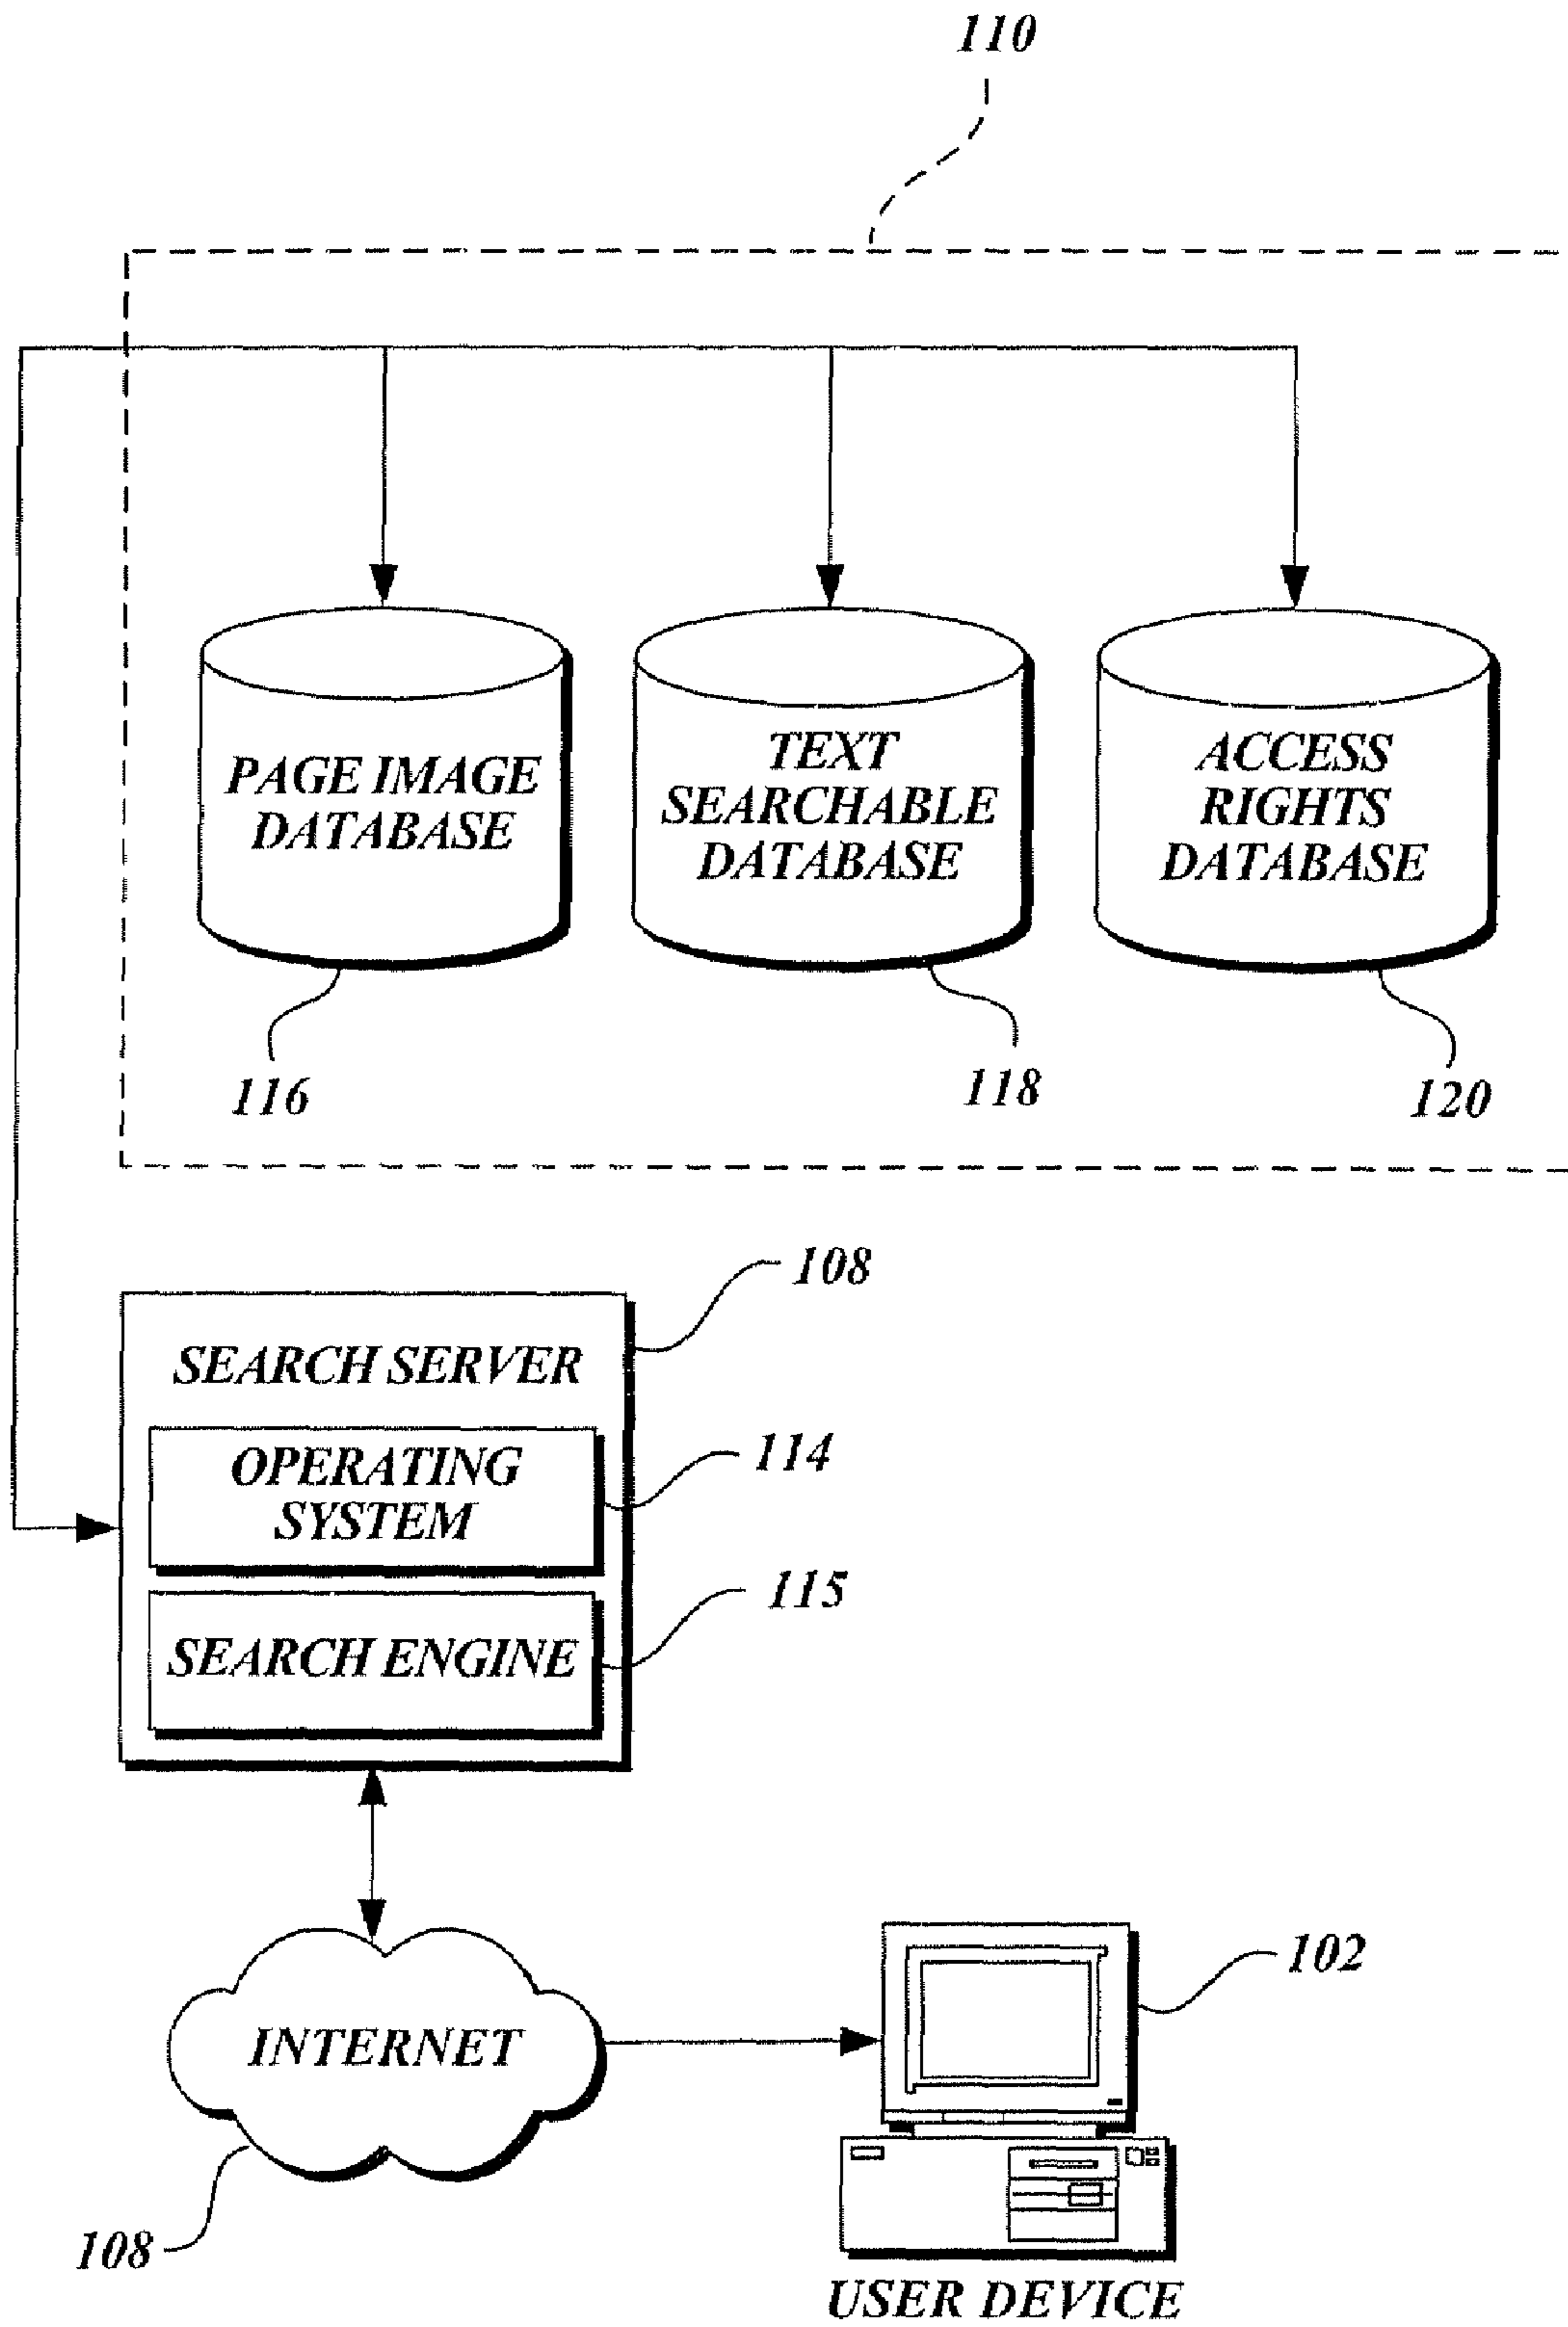 110
PAGE IMAGE
DATABASE
TEXT
SEARCHABLE
DATABASE
ACCESS
RIGHTS
DATABASE
116
118
120
108
SEARCH SERVER
OPERATING
SYSTEM
114
SEARCH ENGINE
115
INTERNET
102
108
USER DEVICE